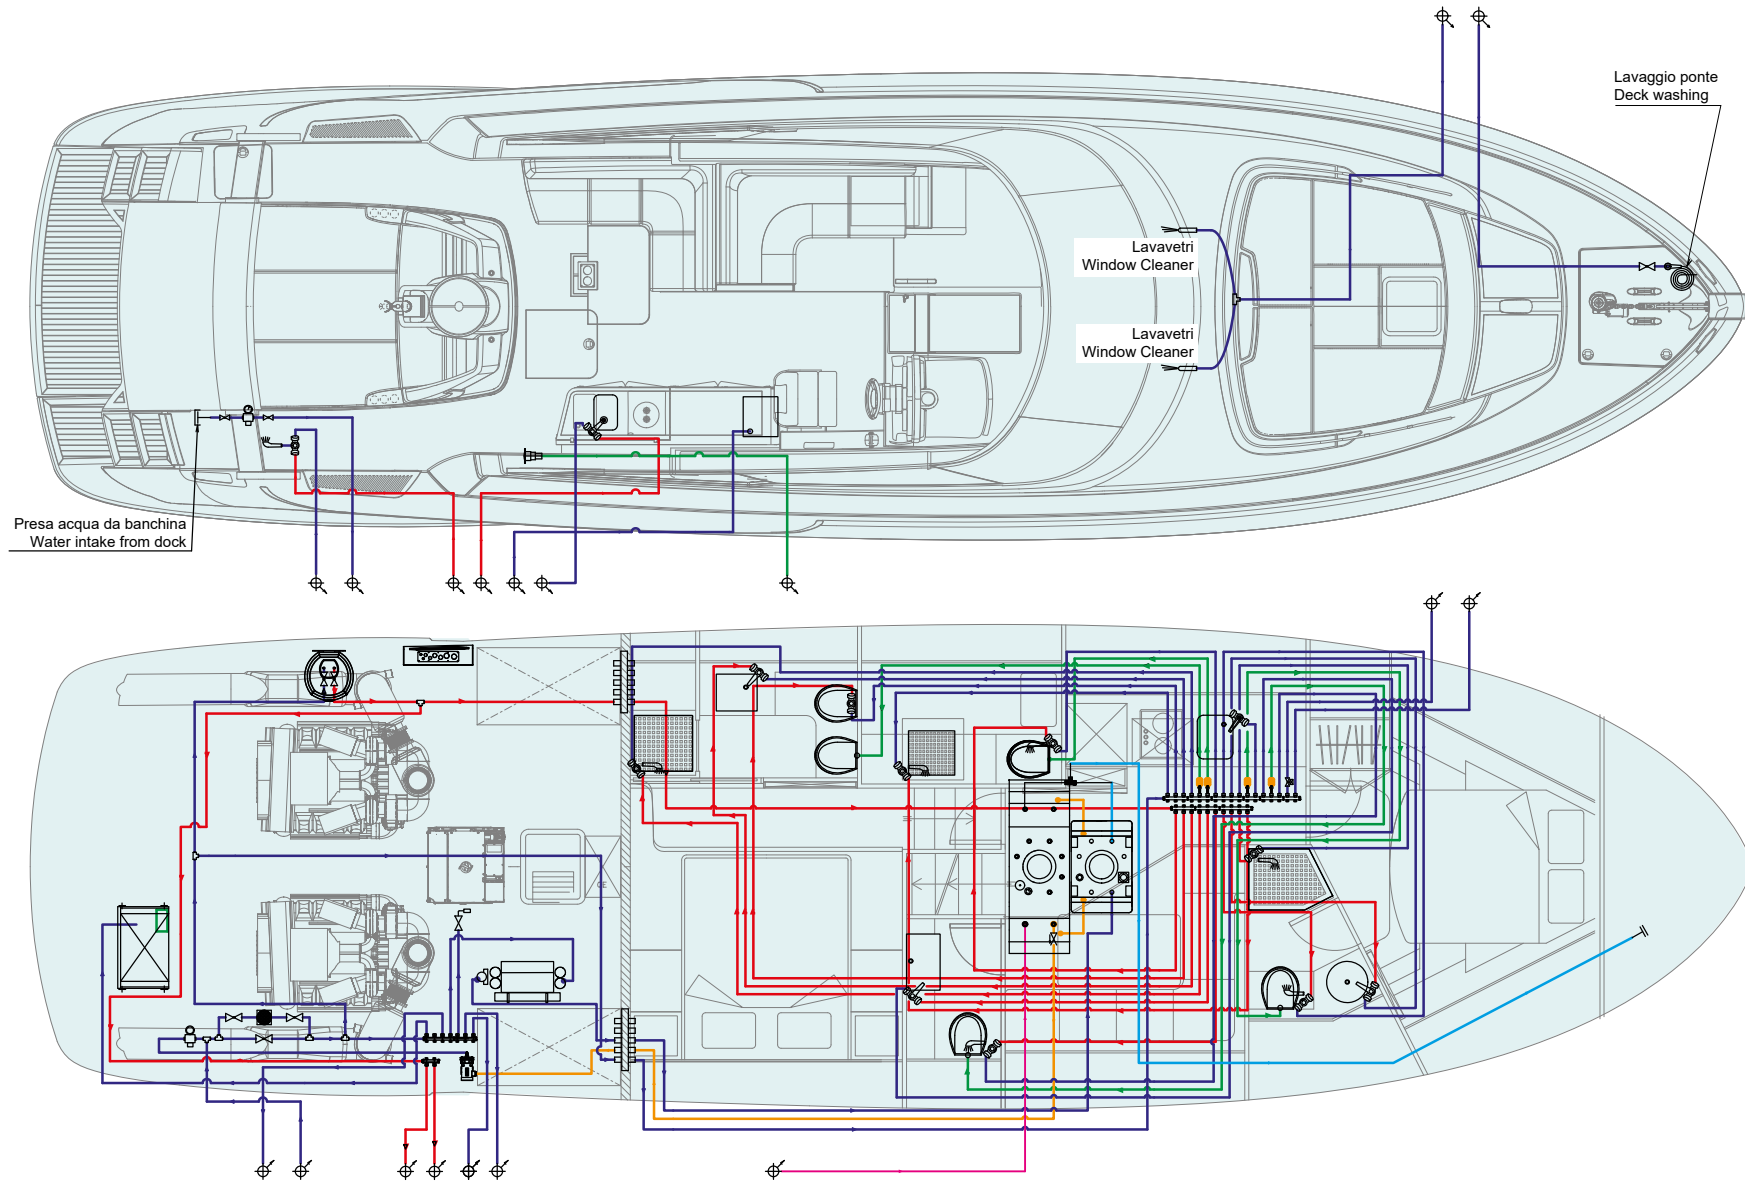 Lavaggio ponte
Deck washing
Lavavetri
Window Cleaner
Lavavetri
Window Cleaner
Presa acqua da banchina
Water intake from dock